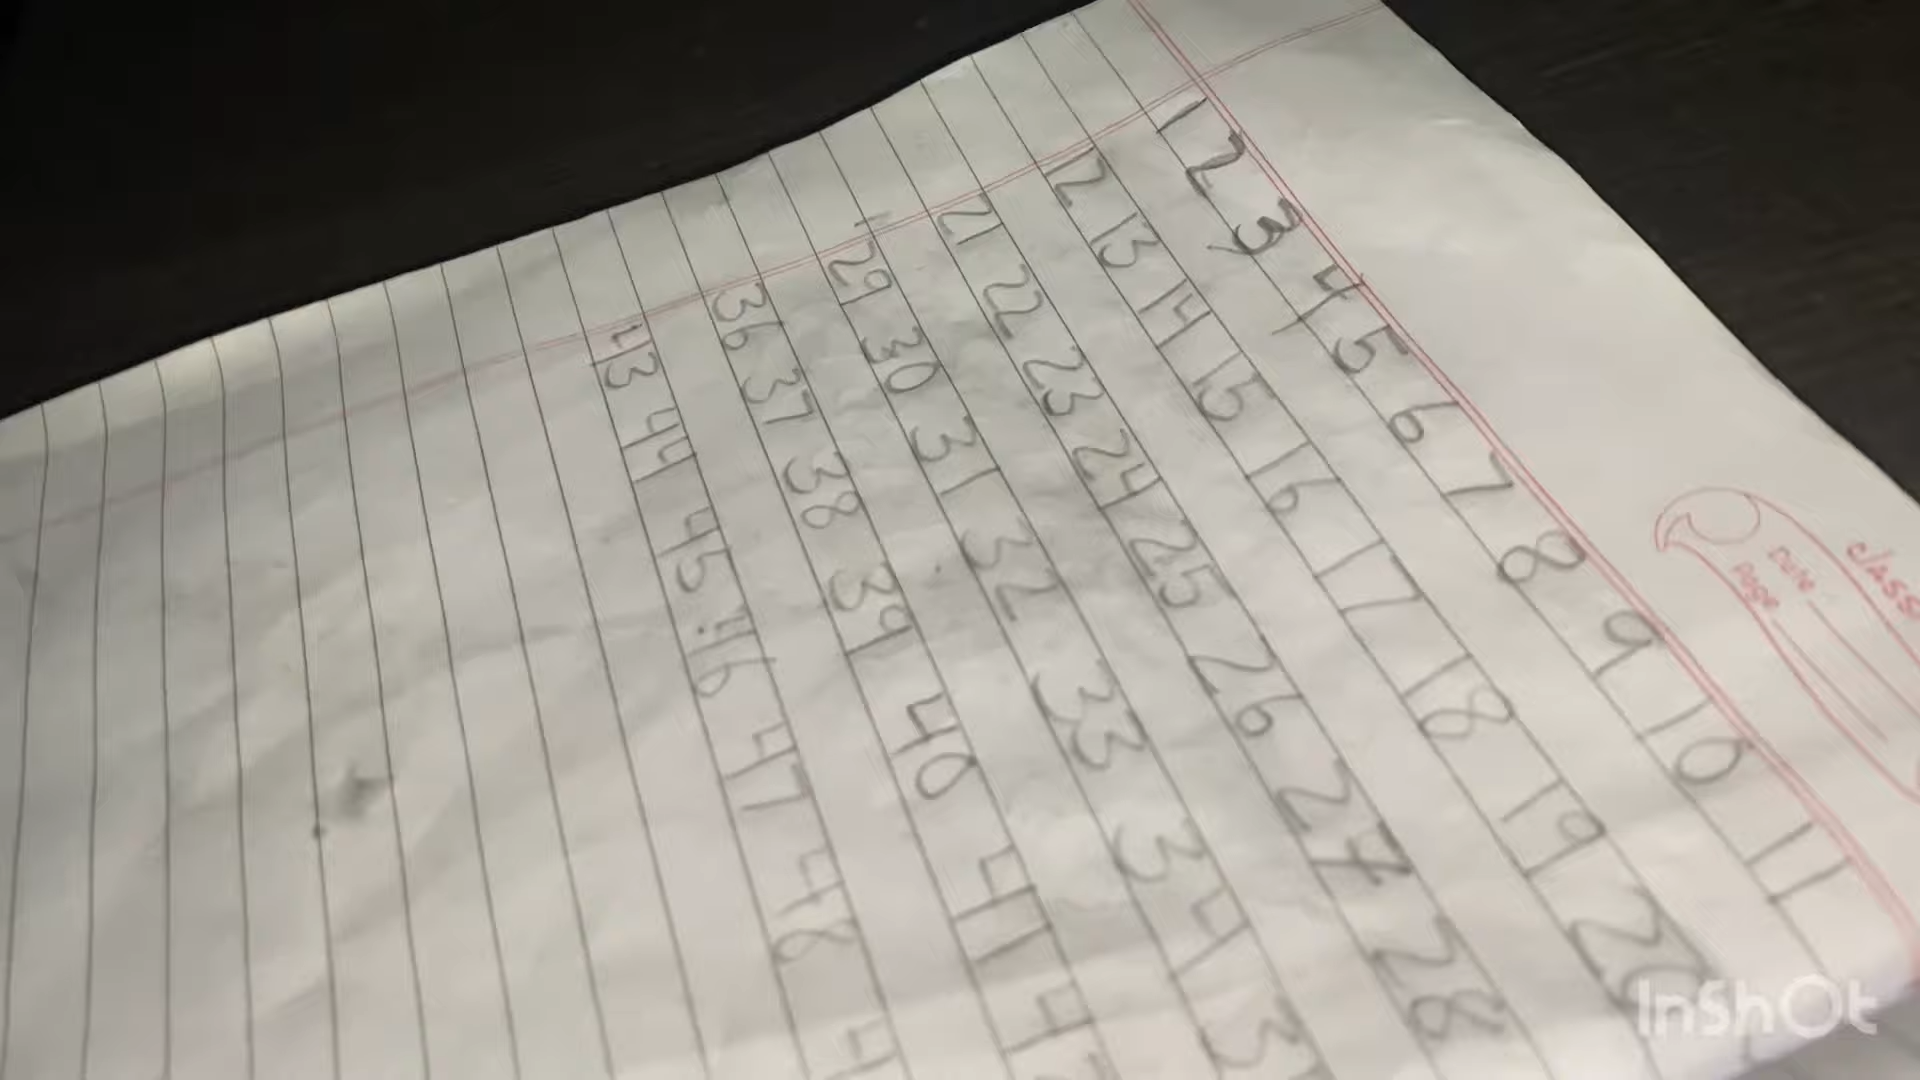 class
Date
Page
1 2 3 4 5 6 7 8 9 10 11
12 13 14 15 16 17 18 19 20
21 22 23 24 25 26 27 28
29 30 31 32 33 34
36 37 38 39 40 41
43 44 45 46 47 48
InShOt